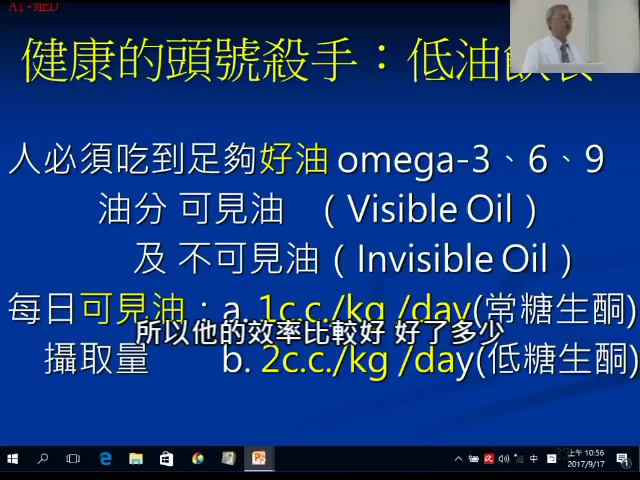 AI-MED
健康的頭號殺手：低油飲食
人必須吃到足夠好油 omega-3、6、9
油分 可見油 （Visible Oil）
及 不可見油（Invisible Oil）
每日可見油：a. 1c.c./kg /day(常糖生酮)
所以他的效率比較好 好了多少
攝取量 b. 2c.c./kg /day(低糖生酮)
中
上午 10:56
2017/9/17